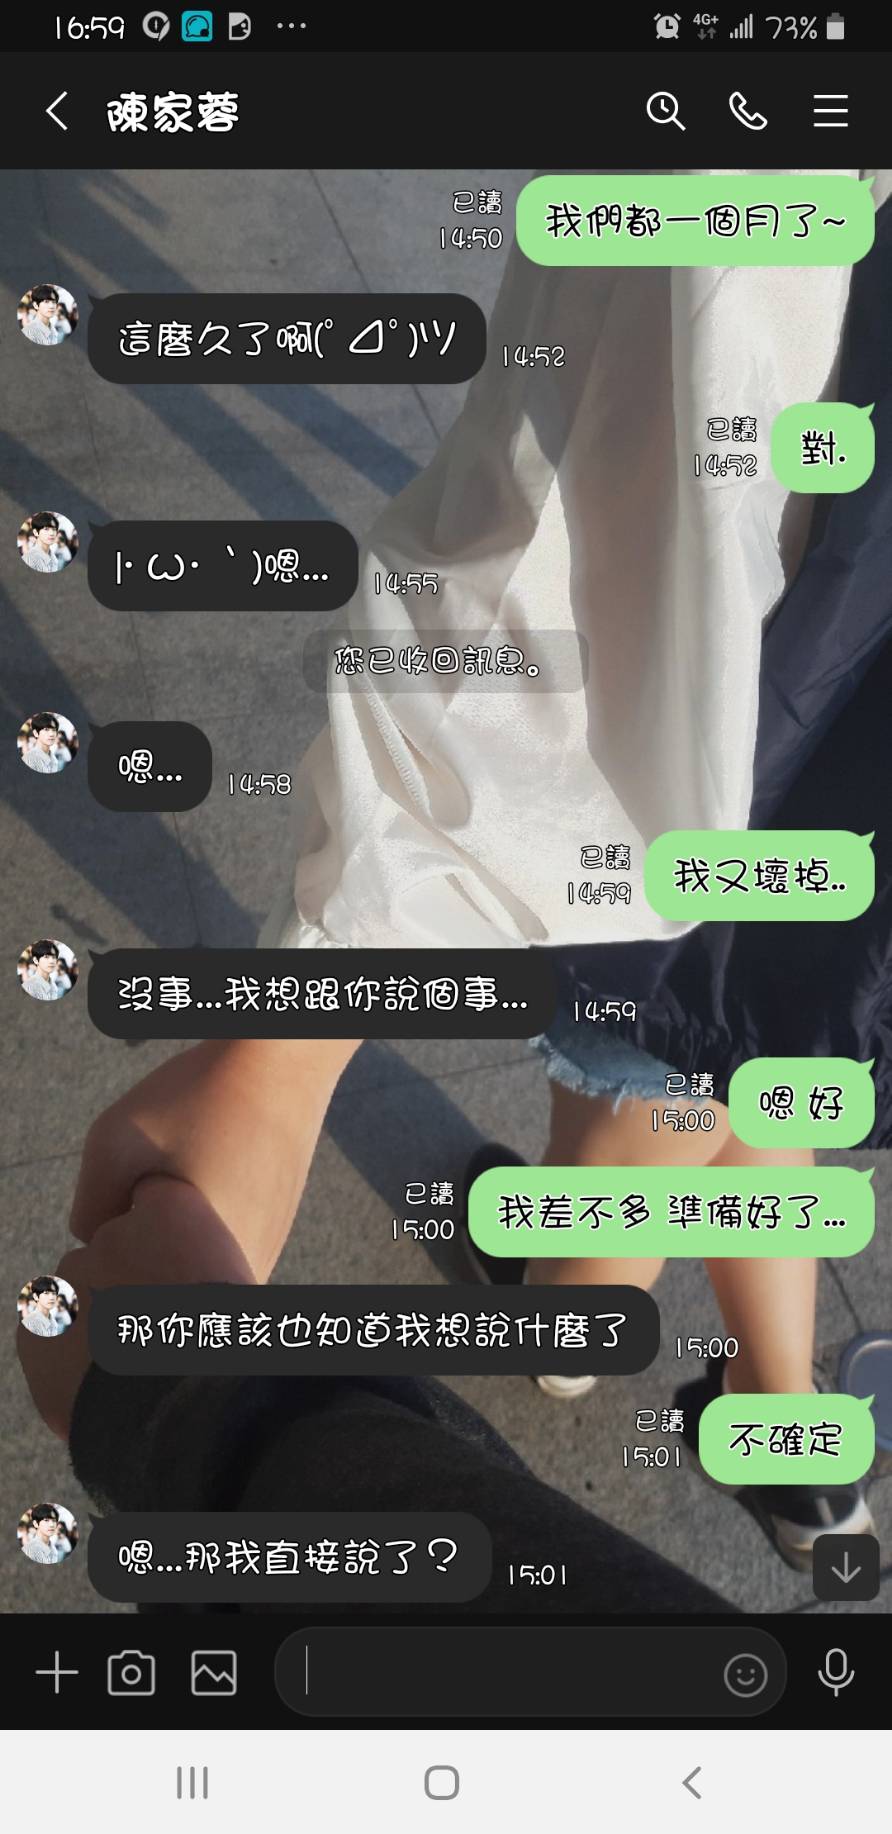 16:59
4G+
73%
陳家蓉
已讀
14:50
我們都一個月了~
這麼久了啊(ﾟ⊿ﾟ)ﾂ
14:52
已讀
14:52
對.
|･ω･｀)嗯...
14:55
您已收回訊息。
嗯...
14:58
已讀
14:59
我又壞掉..
沒事...我想跟你說個事...
14:59
已讀
15:00
嗯 好
已讀
15:00
我差不多 準備好了...
那你應該也知道我想說什麼了
15:00
已讀
15:01
不確定
嗯...那我直接說了？
15:01